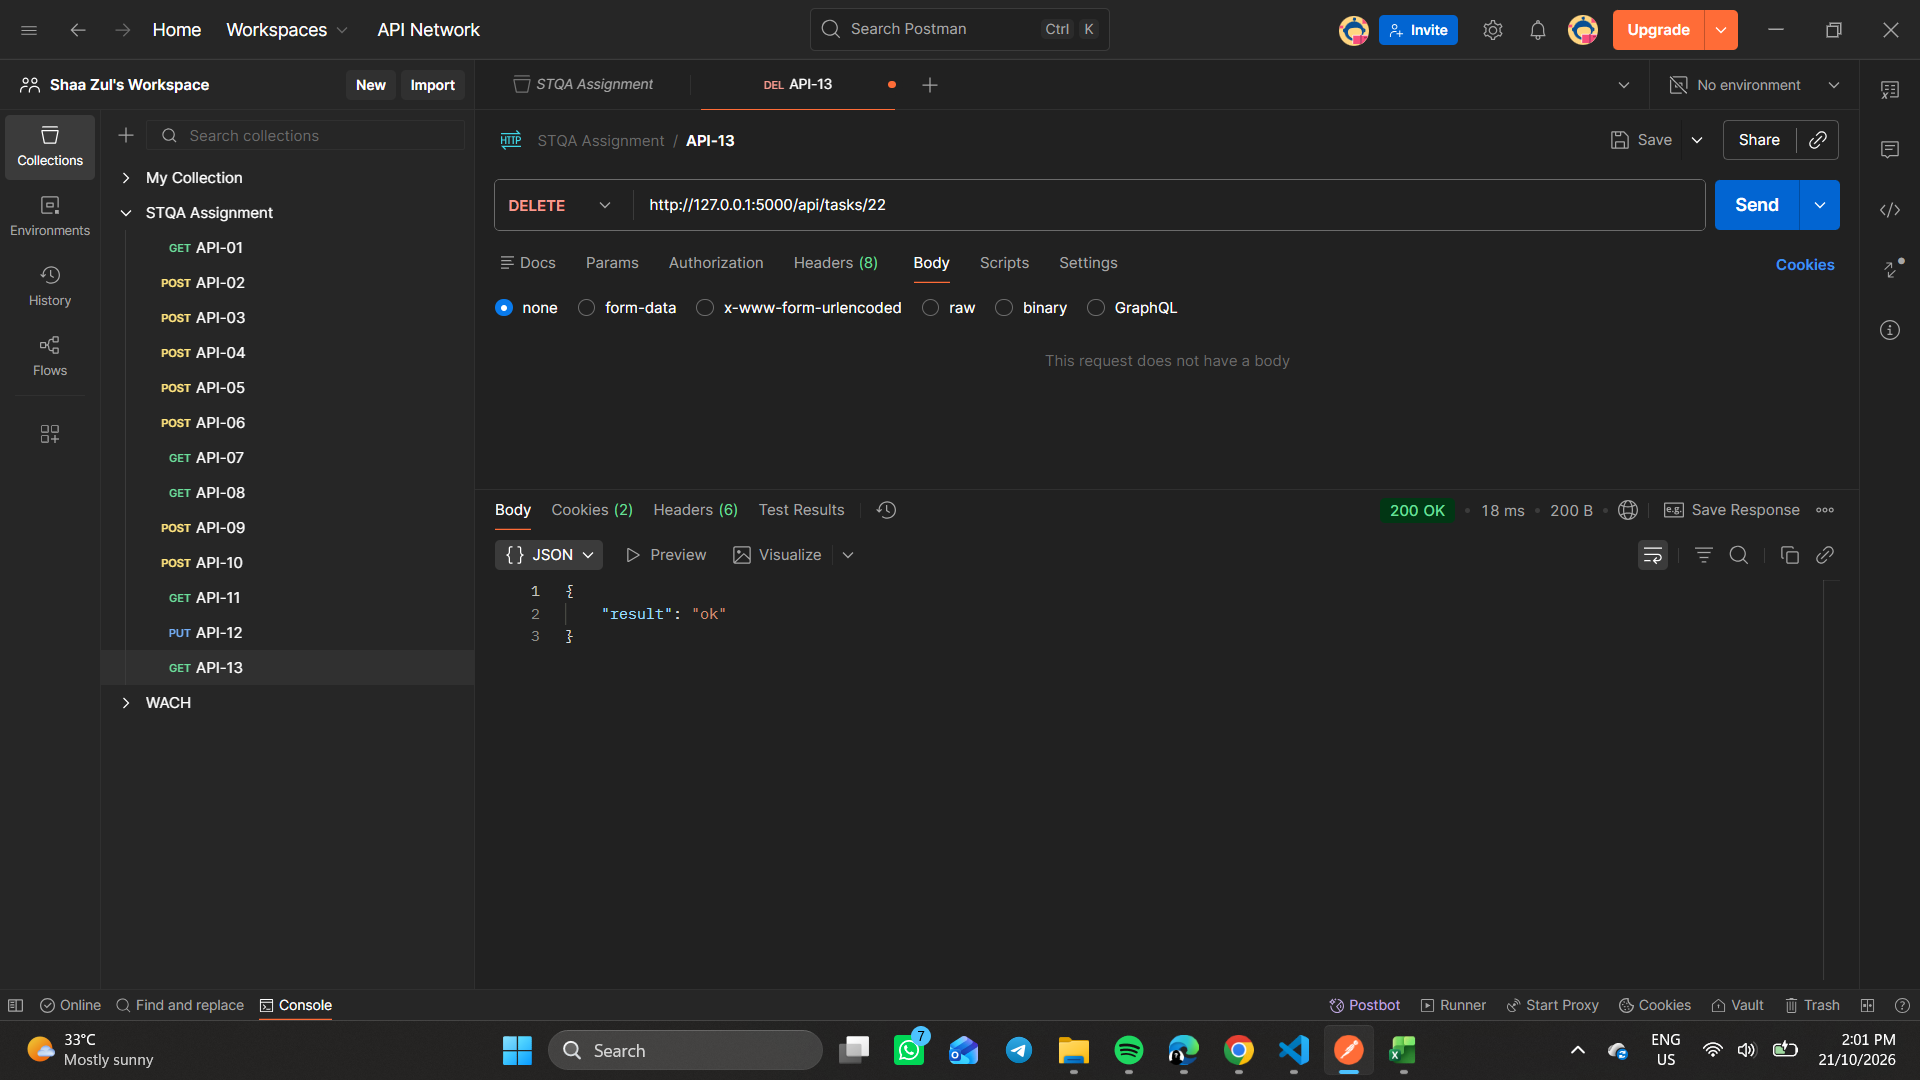 Home Workspaces API Network Search Postman Ctrl K Invite Upgrade
Shaa Zul's Workspace New Import STQA Assignment DEL API-13 No environment
Collections
Environments
History
Flows
Search collections
My Collection
STQA Assignment
GET API-01
POST API-02
POST API-03
POST API-04
POST API-05
POST API-06
GET API-07
GET API-08
POST API-09
POST API-10
GET API-11
PUT API-12
GET API-13
WACH
HTTP STQA Assignment / API-13 Save Share
DELETE http://127.0.0.1:5000/api/tasks/22 Send
Docs Params Authorization Headers (8) Body Scripts Settings Cookies
none form-data x-www-form-urlencoded raw binary GraphQL
This request does not have a body
Body Cookies (2) Headers (6) Test Results 200 OK • 18 ms • 200 B • e.g. Save Response
{} JSON Preview Visualize
1 {
2 "result": "ok"
3 }
Online Find and replace Console Postbot Runner Start Proxy Cookies Vault Trash
33°C
Mostly sunny
Search
7
ENG
US
2:01 PM
21/10/2026